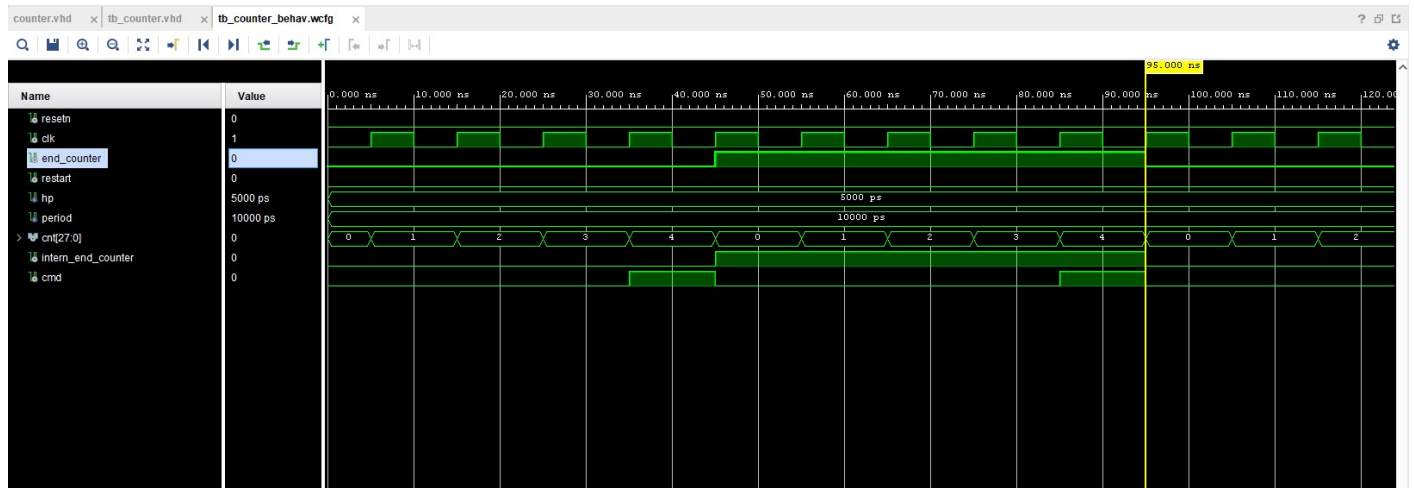 counter.vhd × tb_counter.vhd × tb_counter_behav.wcfg × ?
95.000 ns
Name Value 0.000 ns 10.000 ns 20.000 ns 30.000 ns 40.000 ns 50.000 ns 60.000 ns 70.000 ns 80.000 ns 90.000 ns 100.000 ns 110.000 ns 120.00
resetn 0
clk 1
end_counter 0
restart 0
hp 5000 ps 5000 ps
period 10000 ps 10000 ps
> cnt[27:0] 0 0 1 2 3 4 0 1 2 3 4 0 1 2
intern_end_counter 0
cmd 0